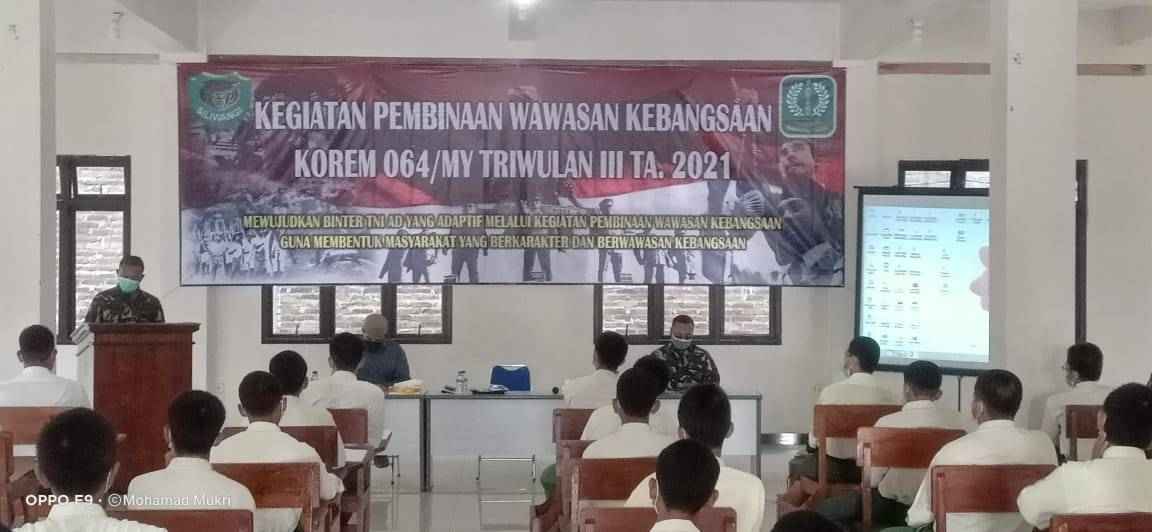 SILIWANGI
KEGIATAN PEMBINAAN WAWASAN KEBANGSAAN
KOREM 064/MY TRIWULAN III TA. 2021
MEWUJUDKAN BINTER TNI AD YANG ADAPTIF MELALUI KEGIATAN PEMBINAAN WAWASAN KEBANGSAAN
GUNA MEMBENTUK MASYARAKAT YANG BERKARAKTER DAN BERWAWASAN KEBANGSAAN
OPPO F9 · ©Mohamad Mukri